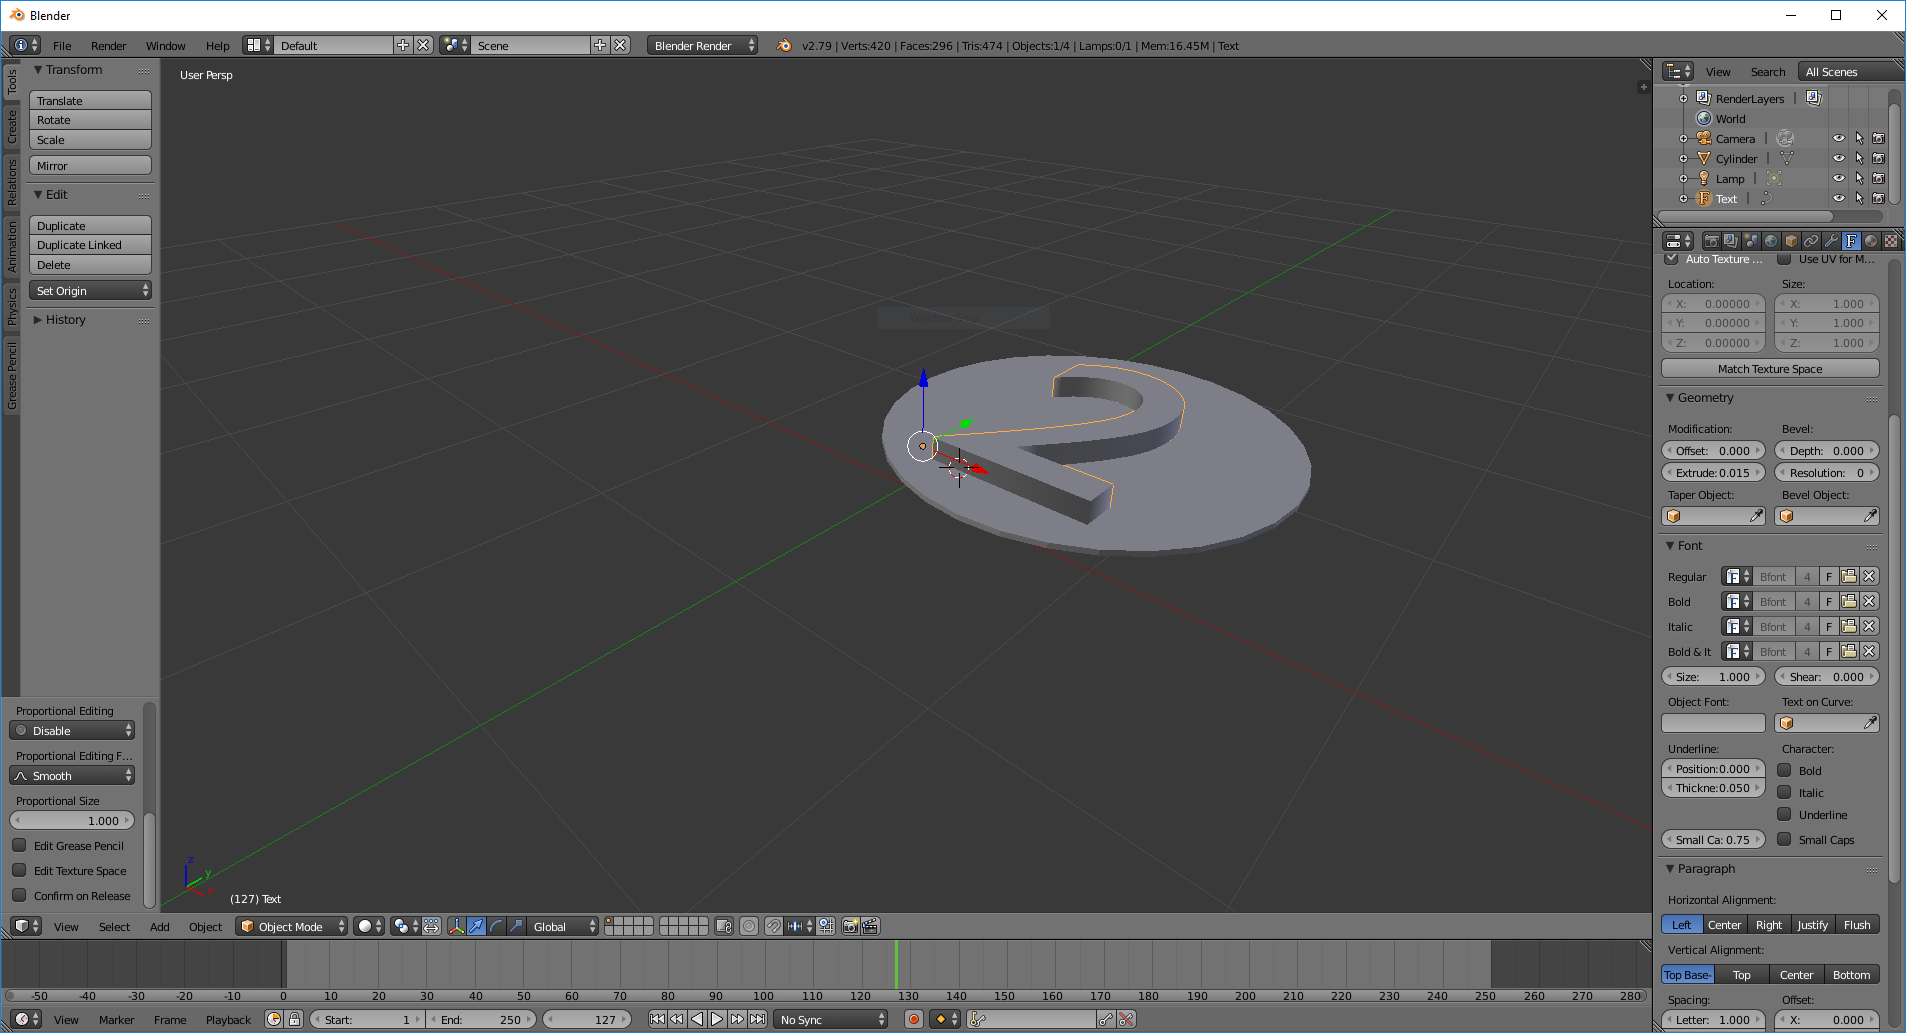 Blender
File Render Window Help Default Scene Blender Render v2.79 | Verts:420 | Faces:296 | Tris:474 | Objects:1/4 | Lamps:0/1 | Mem:16.45M | Text
Tools
Create
Relations
Animation
Physics
Grease Pencil
Transform
Translate
Rotate
Scale
Mirror
Edit
Duplicate
Duplicate Linked
Delete
Set Origin
History
Proportional Editing
Disable
Proportional Editing F...
Smooth
Proportional Size
1.000
Edit Grease Pencil
Edit Texture Space
Confirm on Release
User Persp
2
z
y
x
(127) Text
View Select Add Object Object Mode Global
-50 -40 -30 -20 -10 0 10 20 30 40 50 60 70 80 90 100 110 120 130 140 150 160 170 180 190 200 210 220 230 240 250 260 270 280
View Marker Frame Playback Start: 1 End: 250 127 No Sync
View Search All Scenes
RenderLayers |
World
Camera |
Cylinder |
Lamp |
Text |
F
Auto Texture ... Use UV for M...
Location: Size:
X: 0.00000 X: 1.000
Y: 0.00000 Y: 1.000
Z: 0.00000 Z: 1.000
Match Texture Space
Geometry
Modification: Bevel:
Offset: 0.000 Depth: 0.000
Extrude: 0.015 Resolution: 0
Taper Object: Bevel Object:
Font
Regular F Bfont 4 F
Bold F Bfont 4 F
Italic F Bfont 4 F
Bold & It F Bfont 4 F
Size: 1.000 Shear: 0.000
Object Font: Text on Curve:
Underline: Character:
Position:0.000 Bold
Thickne:0.050 Italic
Underline
Small Ca: 0.75 Small Caps
Paragraph
Horizontal Alignment:
Left Center Right Justify Flush
Vertical Alignment:
Top Base- Top Center Bottom
Spacing: Offset:
Letter: 1.000 X: 0.000